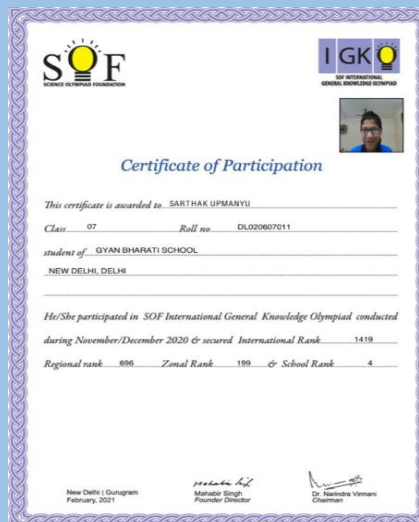 SOF
SCIENCE OLYMPIAD FOUNDATION
IGKO
SOF INTERNATIONAL
GENERAL KNOWLEDGE OLYMPIAD
Certificate of Participation
This certificate is awarded to SARTHAK UPMANYU
Class 07 Roll no DL020607011
student of GYAN BHARATI SCHOOL
NEW DELHI, DELHI
He/She participated in SOF International General Knowledge Olympiad conducted
during November/December 2020 & secured International Rank 1419
Regional rank 696 Zonal Rank 199 & School Rank 4
New Delhi | Gurugram
February, 2021
Mahabir Singh
Founder Director
Dr. Narindra Virmani
Chairman